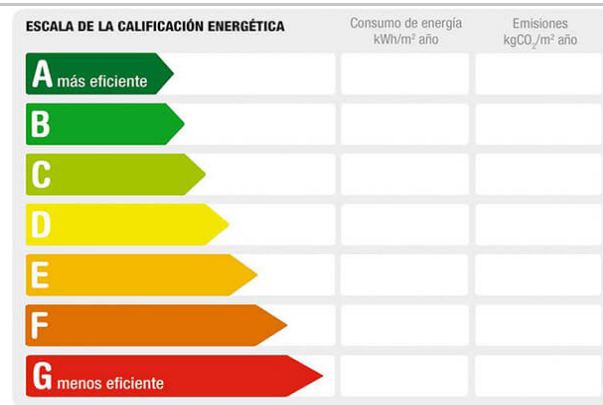 ESCALA DE LA CALIFICACIÓN ENERGÉTICA
Consumo de energía
kWh/m² año
Emisiones
kgCO₂/m² año
A más eficiente
B
C
D
E
F
G menos eficiente